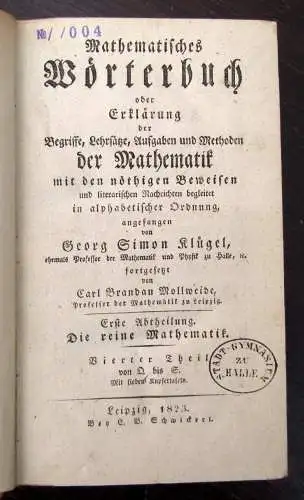 №//004
Mathematisches
Wörterbuch
oder
Erklärung
der
Begriffe, Lehrsätze, Aufgaben und Methoden
der Mathematik
mit den nöthigen Beweisen
und literarischen Nachrichten begleitet
in alphabetischer Ordnung,
angefangen
von
Georg Simon Klügel,
ehemals Professor der Mathematik und Physik zu Halle, ꝛc.
fortgesetzt
von
Carl Brandan Mollweide,
Professor der Mathematik zu Leipzig.
Erste Abtheilung.
Die reine Mathematik.
Vierter Theil
von Q bis S.
Mit sieben Kupfertafeln.
STADT-GYMNASIUM
ZU
HALLE
Leipzig, 1823.
Bey E. B. Schwickert.